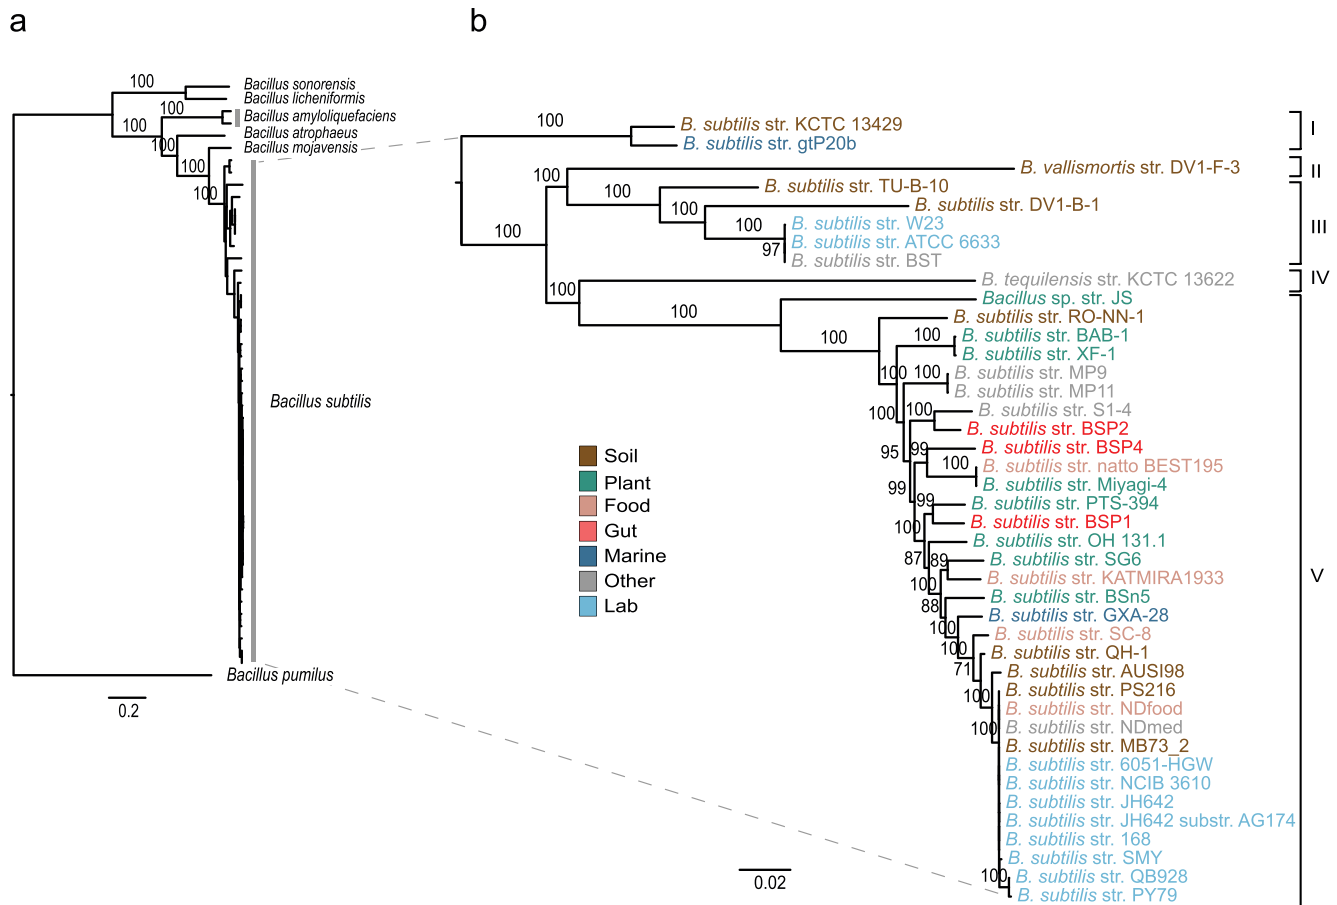 a
b
100
Bacillus sonorensis
Bacillus licheniformis
100
Bacillus amyloliquefaciens
100
Bacillus atrophaeus
100
Bacillus mojavensis
100
100
Bacillus subtilis
Bacillus pumilus
0.2
100
B. subtilis str. KCTC 13429
B. subtilis str. gtP20b
I
100
B. vallismortis str. DV1-F-3
II
100
B. subtilis str. TU-B-10
100
B. subtilis str. DV1-B-1
100
B. subtilis str. W23
100
B. subtilis str. ATCC 6633
97
B. subtilis str. BST
III
100
B. tequilensis str. KCTC 13622
IV
100
Bacillus sp. str. JS
B. subtilis str. RO-NN-1
100
100
B. subtilis str. BAB-1
B. subtilis str. XF-1
100
100
B. subtilis str. MP9
B. subtilis str. MP11
100
100
B. subtilis str. S1-4
B. subtilis str. BSP2
95
99
B. subtilis str. BSP4
100
B. subtilis str. natto BEST195
B. subtilis str. Miyagi-4
99
99
B. subtilis str. PTS-394
B. subtilis str. BSP1
100
B. subtilis str. OH 131.1
87
89
B. subtilis str. SG6
B. subtilis str. KATMIRA1933
100
B. subtilis str. BSn5
88
B. subtilis str. GXA-28
100
B. subtilis str. SC-8
100
B. subtilis str. QH-1
71
B. subtilis str. AUSI98
100
B. subtilis str. PS216
B. subtilis str. NDfood
100
B. subtilis str. NDmed
B. subtilis str. MB73_2
B. subtilis str. 6051-HGW
B. subtilis str. NCIB 3610
B. subtilis str. JH642
B. subtilis str. JH642 substr. AG174
B. subtilis str. 168
B. subtilis str. SMY
100
B. subtilis str. QB928
B. subtilis str. PY79
V
Soil
Plant
Food
Gut
Marine
Other
Lab
0.02